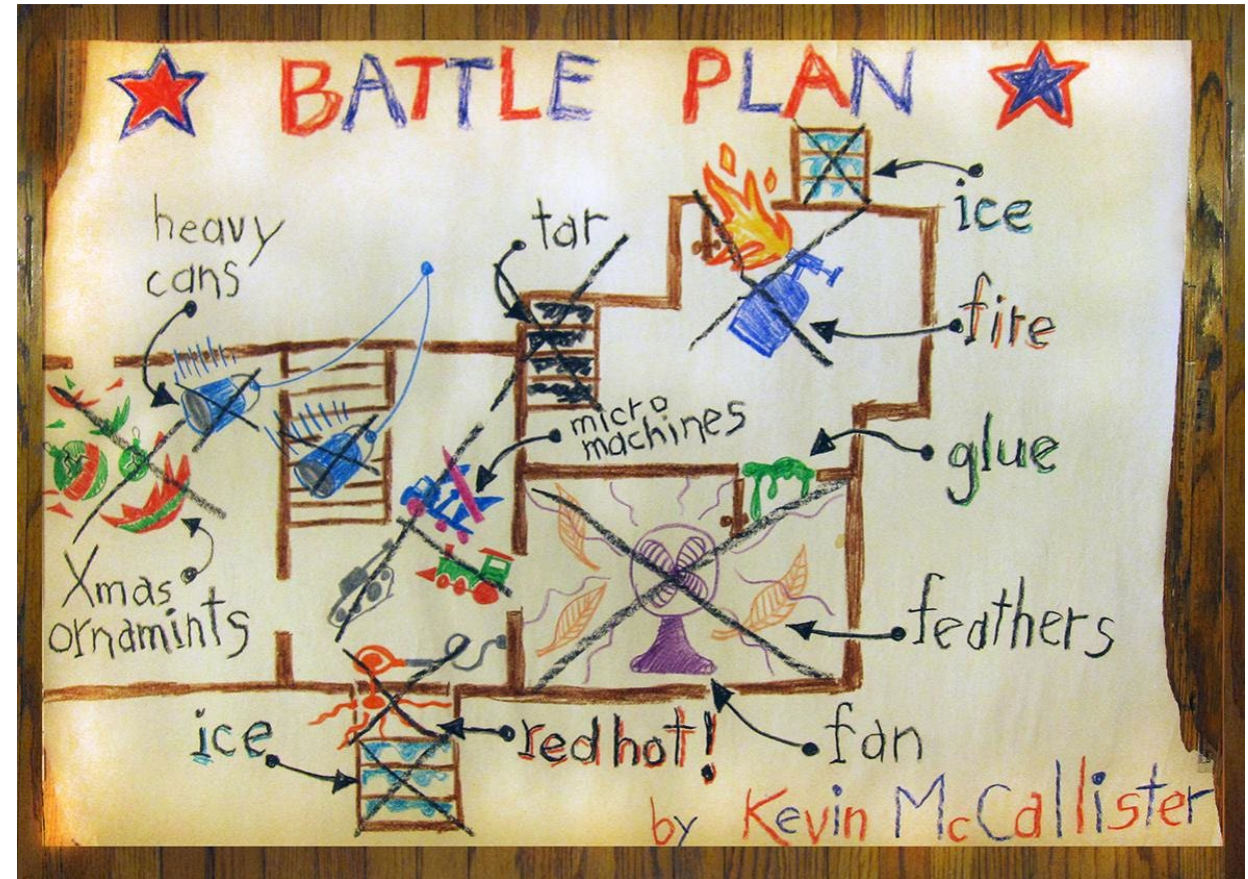 BATTLE PLAN
heavy
cans
tar
ice
fire
micro
machines
glue
Xmas
ornamints
feathers
ice
red hot!
fan
by Kevin McCallister